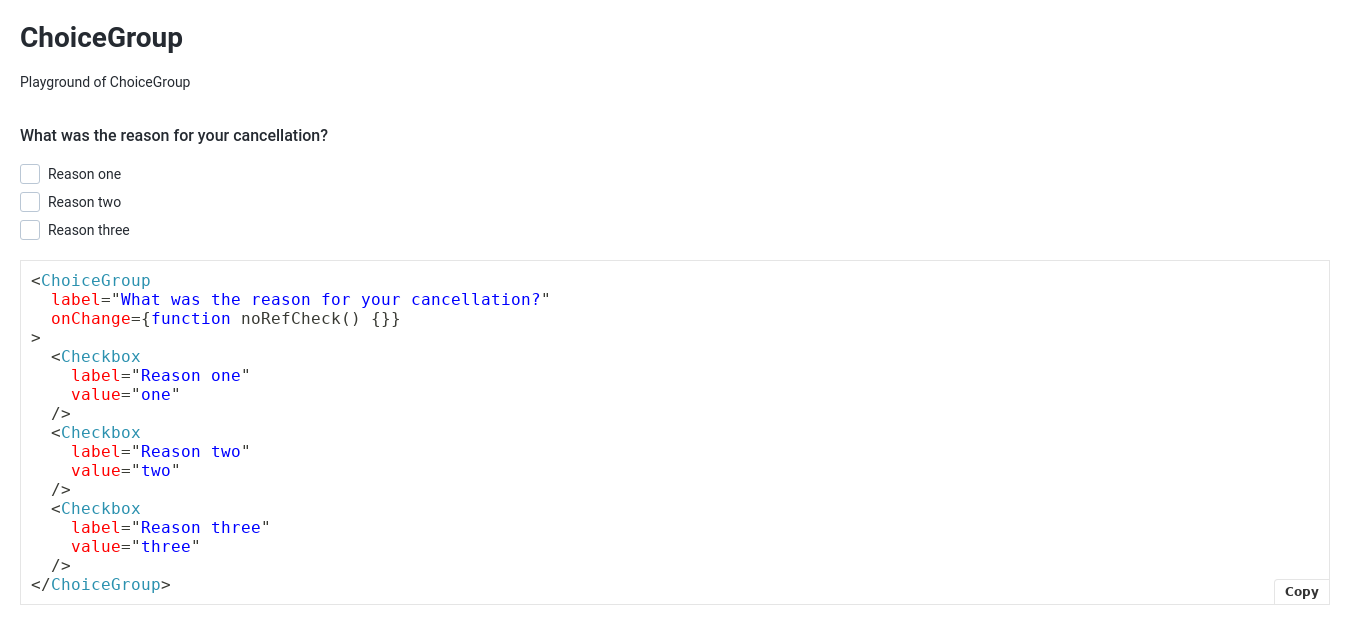 ChoiceGroup
Playground of ChoiceGroup
What was the reason for your cancellation?
Reason one
Reason two
Reason three
<ChoiceGroup
  label="What was the reason for your cancellation?"
  onChange={function noRefCheck() {}}
>
  <Checkbox
    label="Reason one"
    value="one"
  />
  <Checkbox
    label="Reason two"
    value="two"
  />
  <Checkbox
    label="Reason three"
    value="three"
  />
</ChoiceGroup>
Copy